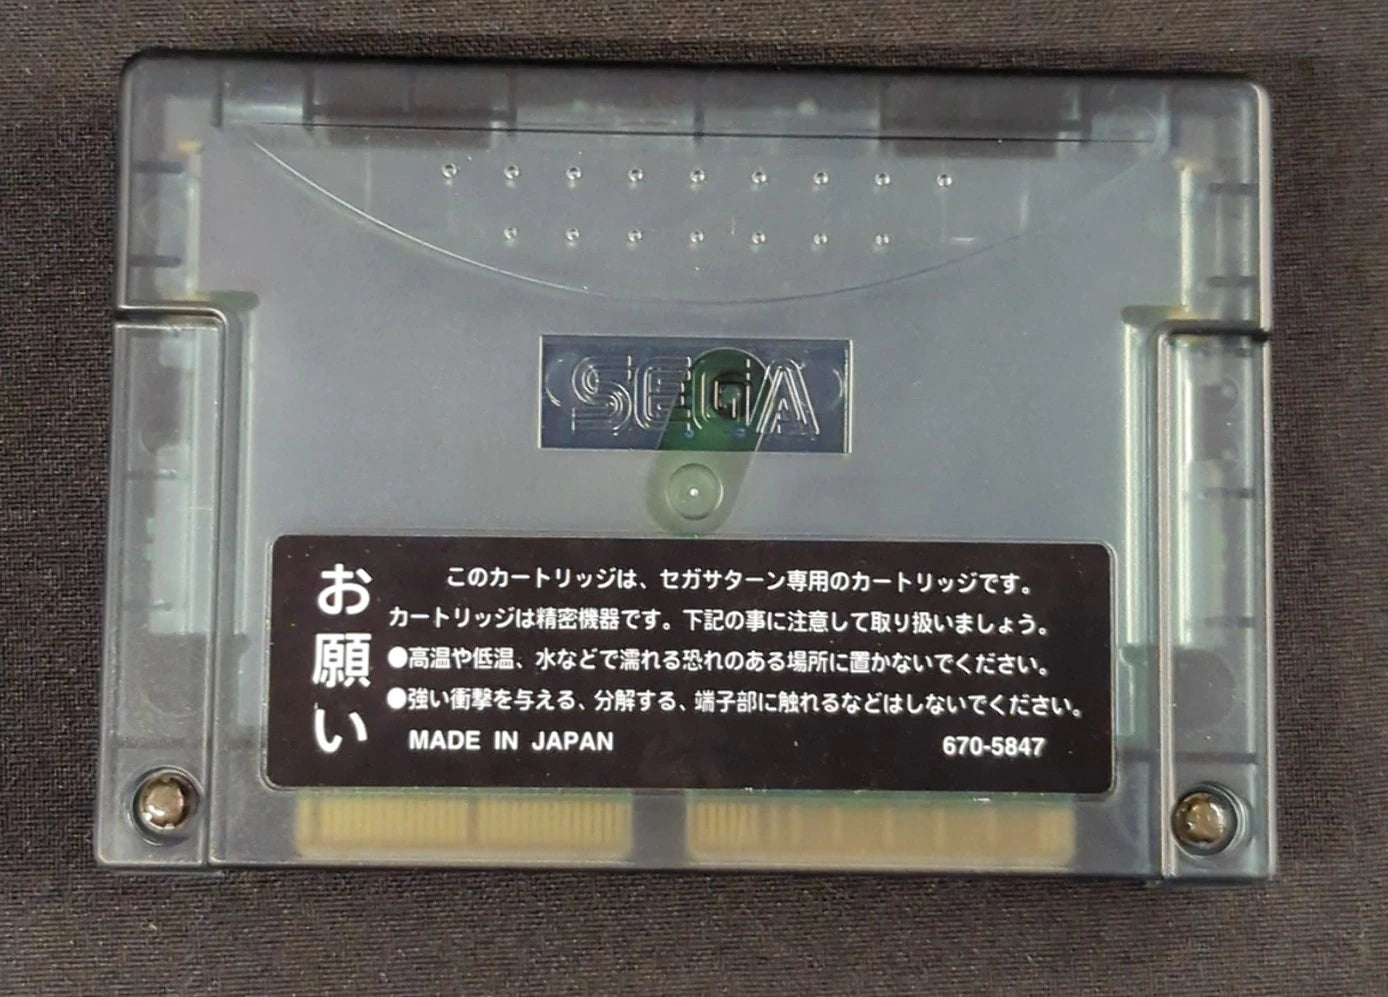 SEGA
お願い
このカートリッジは、セガサターン専用のカートリッジです。
カートリッジは精密機器です。下記の事に注意して取り扱いましょう。
●高温や低温、水などで濡れる恐れのある場所に置かないでください。
●強い衝撃を与える、分解する、端子部に触れるなどはしないでください。
MADE IN JAPAN 670-5847